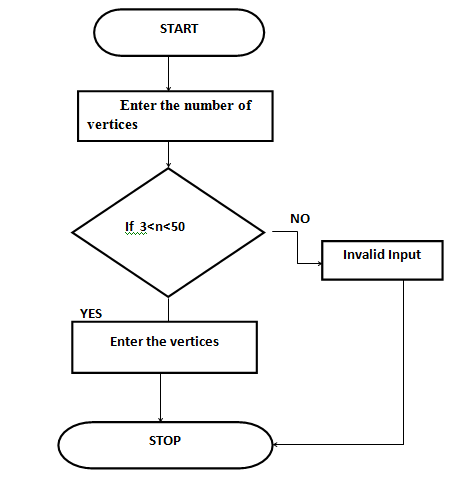 START
Enter the number of
vertices
If 3<n<50
NO
Invalid Input
YES
Enter the vertices
STOP